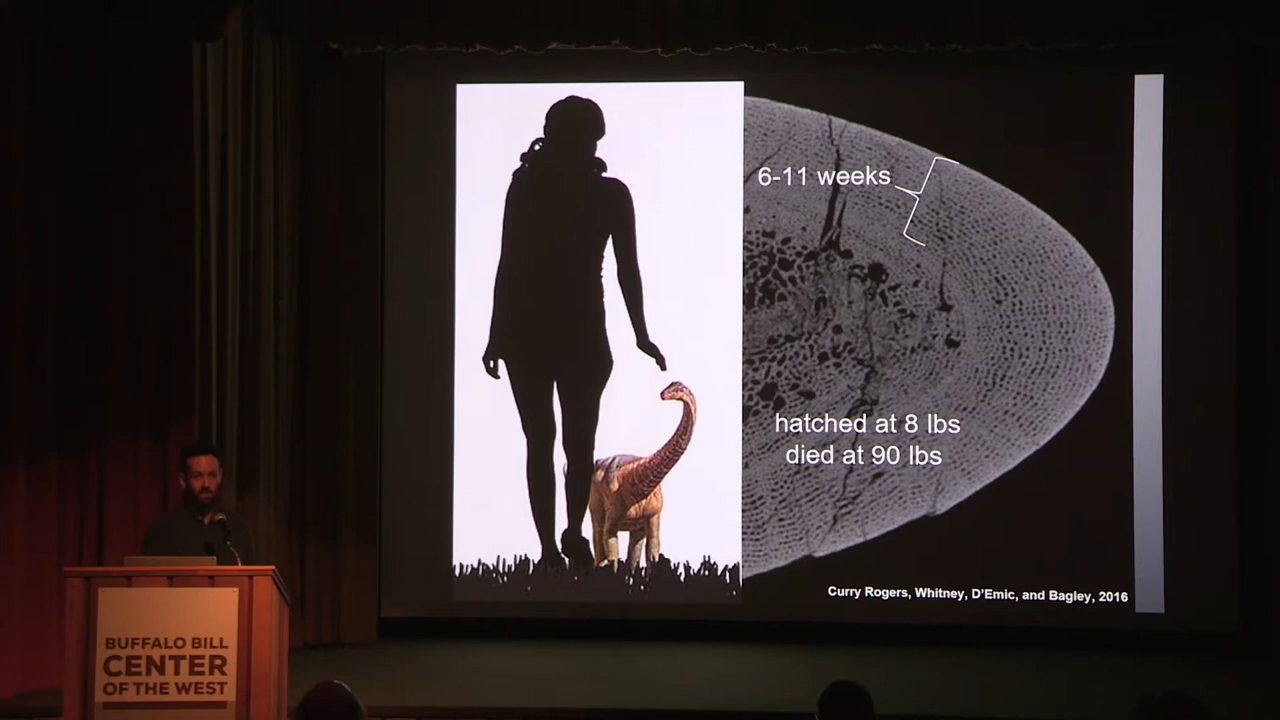 6-11 weeks
hatched at 8 lbs
died at 90 lbs
Curry Rogers, Whitney, D'Emic, and Bagley, 2016
BUFFALO BILL
CENTER
OF THE WEST